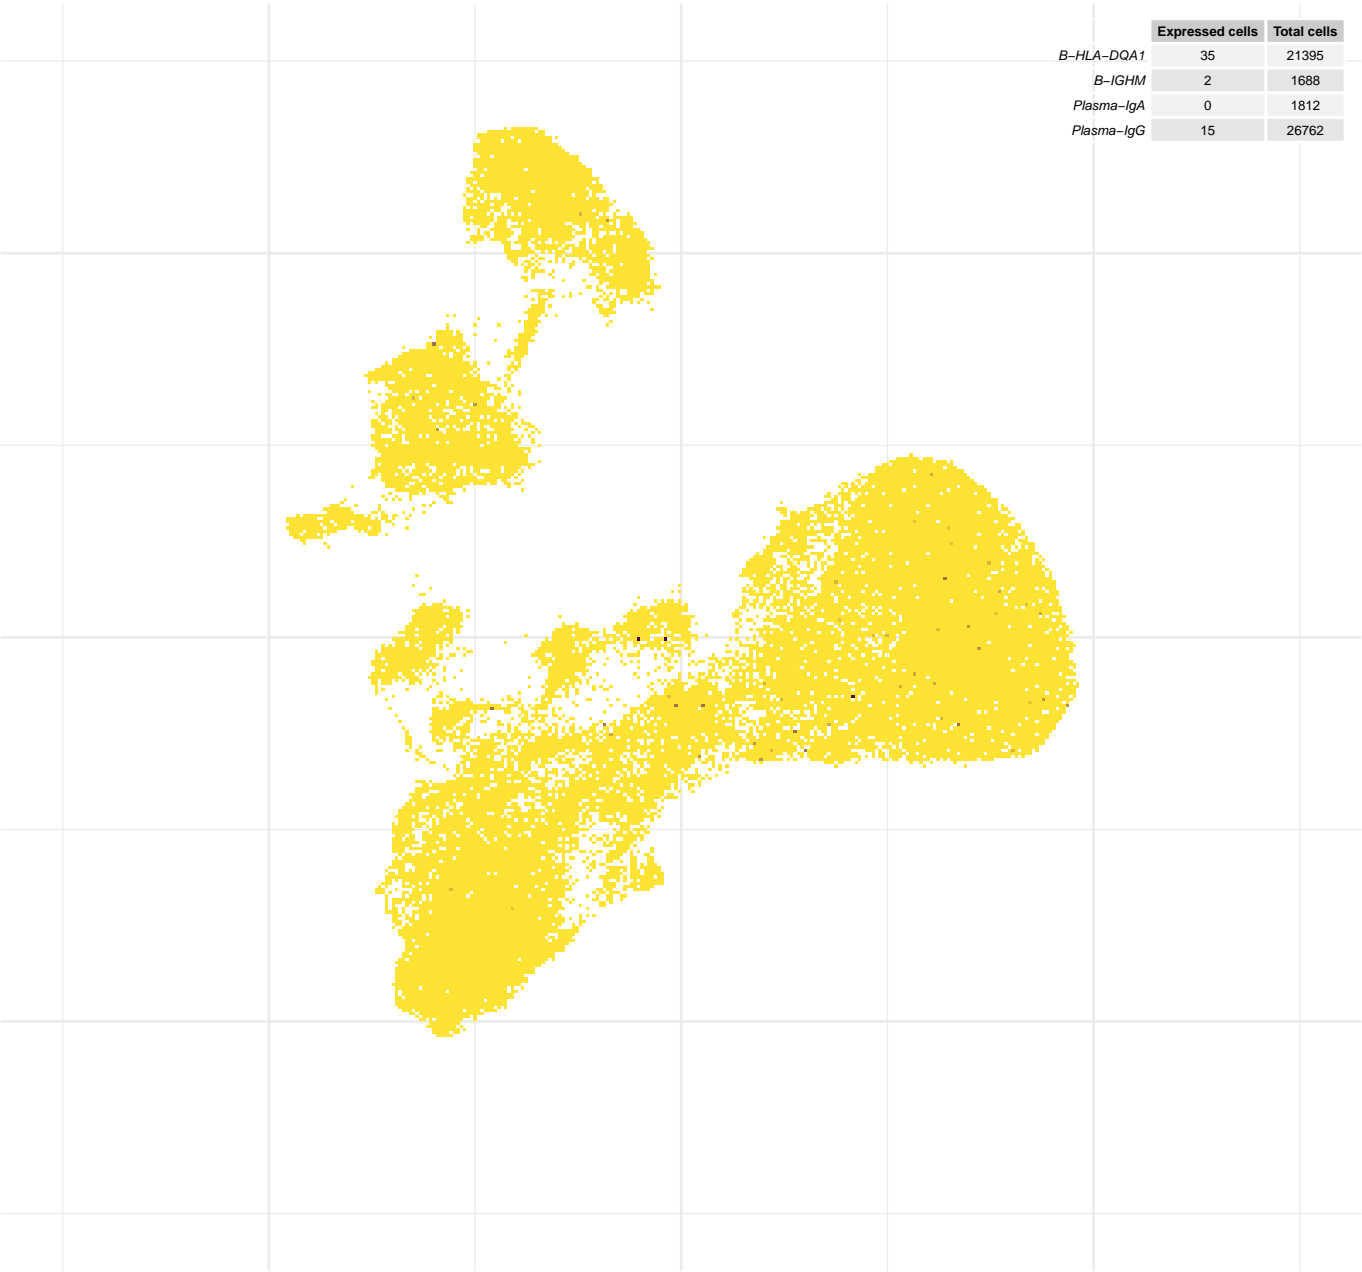 Expressed cells Total cells
B−HLA−DQA1 35 21395
B−IGHM 2 1688
Plasma−IgA 0 1812
Plasma−IgG 15 26762